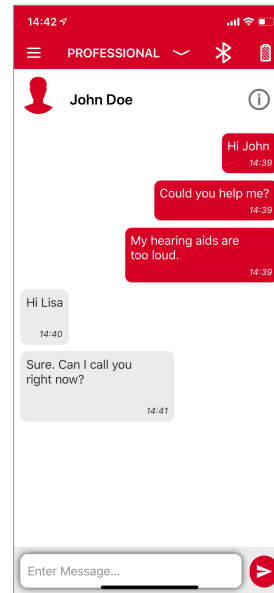 14:42
PROFESSIONAL
John Doe
Hi John
14:39
Could you help me?
14:39
My hearing aids are
too loud.
14:39
Hi Lisa
14:40
Sure. Can I call you
right now?
14:41
Enter Message...